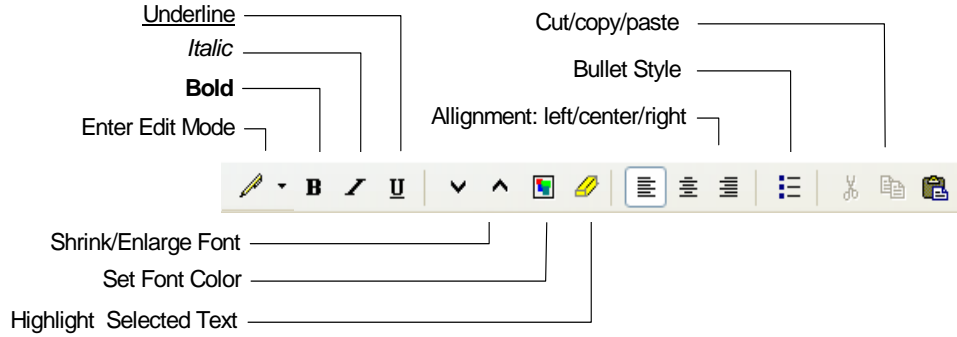 Underline
Cut/copy/paste
Italic
Bullet Style
Bold
Allignment: left/center/right
Enter Edit Mode
B I U
Shrink/Enlarge Font
Set Font Color
Highlight Selected Text